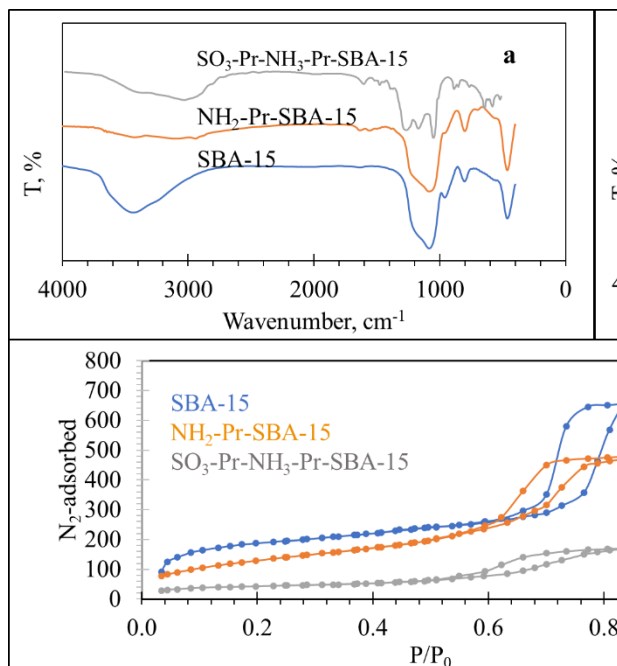 a
SO₃-Pr-NH₃-Pr-SBA-15
NH₂-Pr-SBA-15
SBA-15
T, %
4000 3000 2000 1000 0
Wavenumber, cm⁻¹
T, %
4
800
700
600
500
400
300
200
100
0
N₂-adsorbed
SBA-15
NH₂-Pr-SBA-15
SO₃-Pr-NH₃-Pr-SBA-15
0.0 0.2 0.4 0.6 0.8
P/P₀